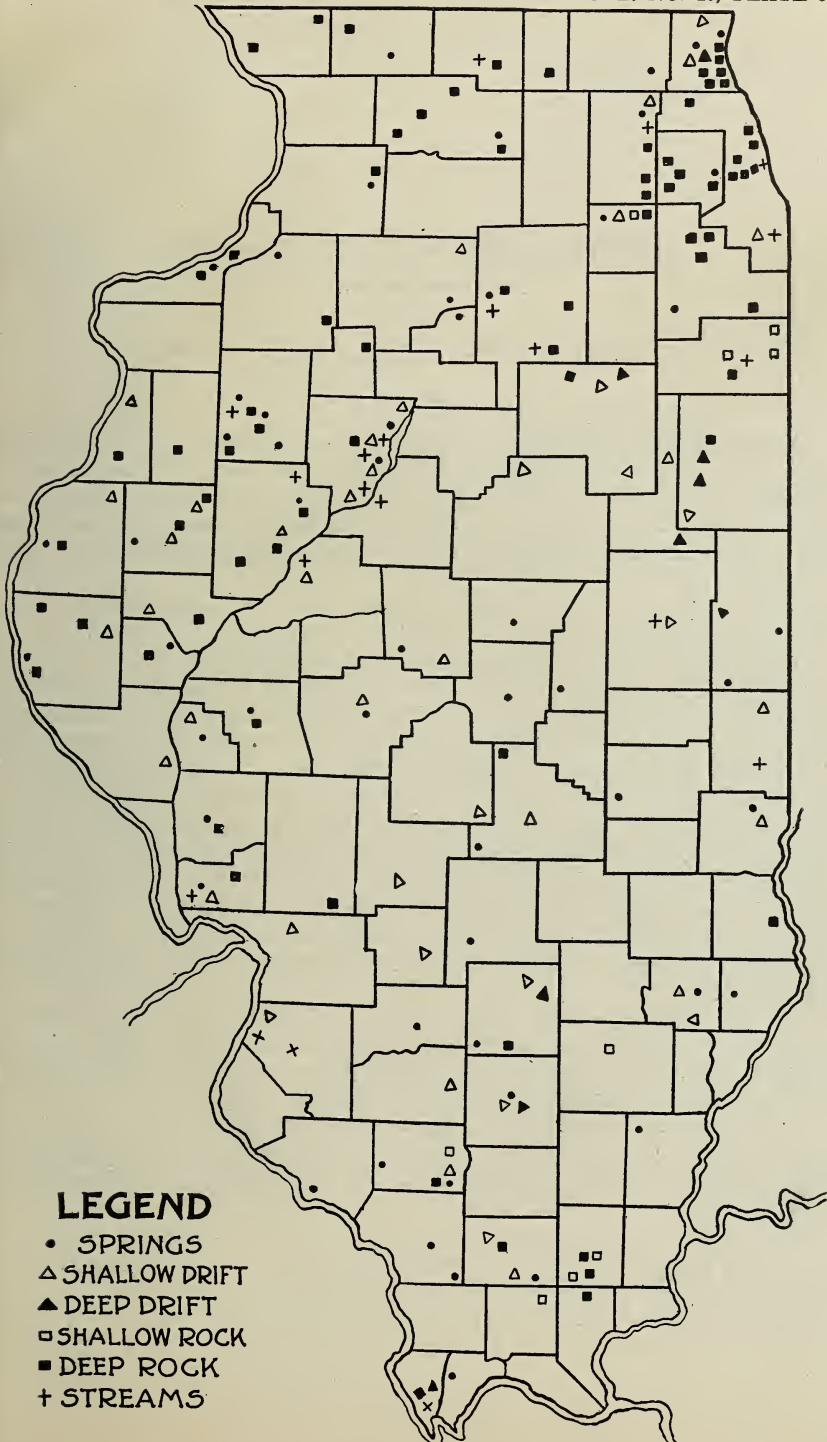 LEGEND
SPRINGS
SHALLOW DRIFT
DEEP DRIFT
SHALLOW ROCK
DEEP ROCK
STREAMS